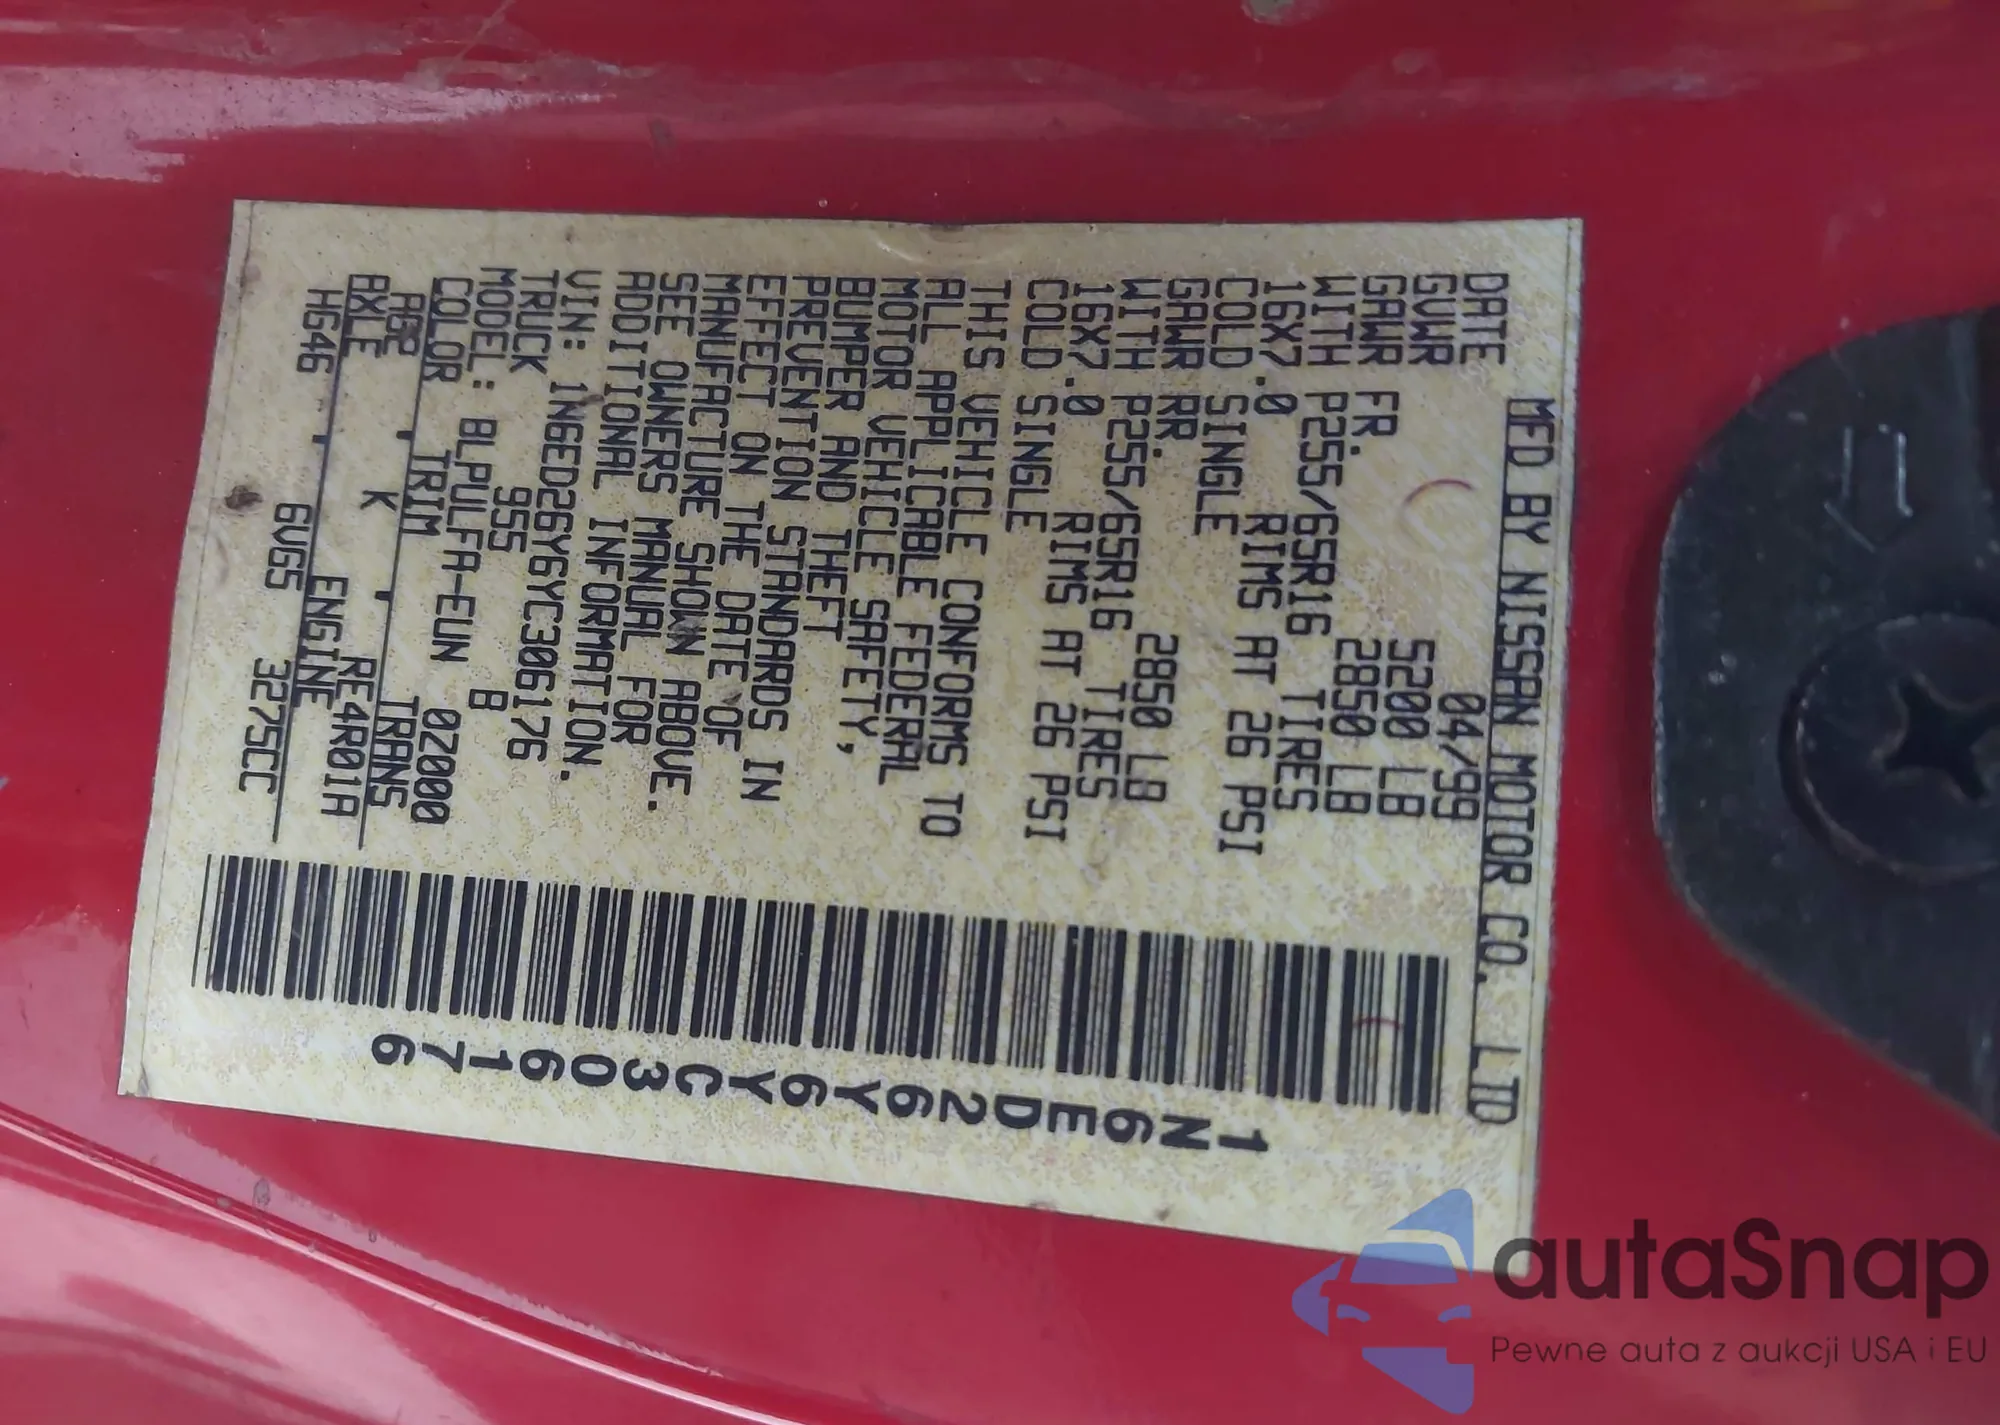 MFD BY NISSAN MOTOR CO. LTD
DATE 04/99
GVWR 5200 LB
GAWR FR. 2850 LB
WITH P255/65R16 TIRES
16X7.0 RIMS AT 26 PSI
COLD SINGLE
GAWR RR. 2850 LB
WITH P255/65R16 TIRES
16X7.0 RIMS AT 26 PSI
COLD SINGLE
THIS VEHICLE CONFORMS TO
ALL APPLICABLE FEDERAL
MOTOR VEHICLE SAFETY,
BUMPER AND THEFT
PREVENTION STANDARDS IN
EFFECT ON THE DATE OF
MANUFACTURE SHOWN ABOVE.
SEE OWNERS MANUAL FOR
ADDITIONAL INFORMATION.
VIN: 1N6ED26Y6YC306176
TRUCK 955 B
MODEL: BLPULFA-EUN 0Z000
COLOR TRIM TRANS
K RE4R01A
AXLE ENGINE
HG46 6VG5 3275CC
1N6ED26Y6YC306176
autaSnap
Pewne auta z aukcji USA i EU